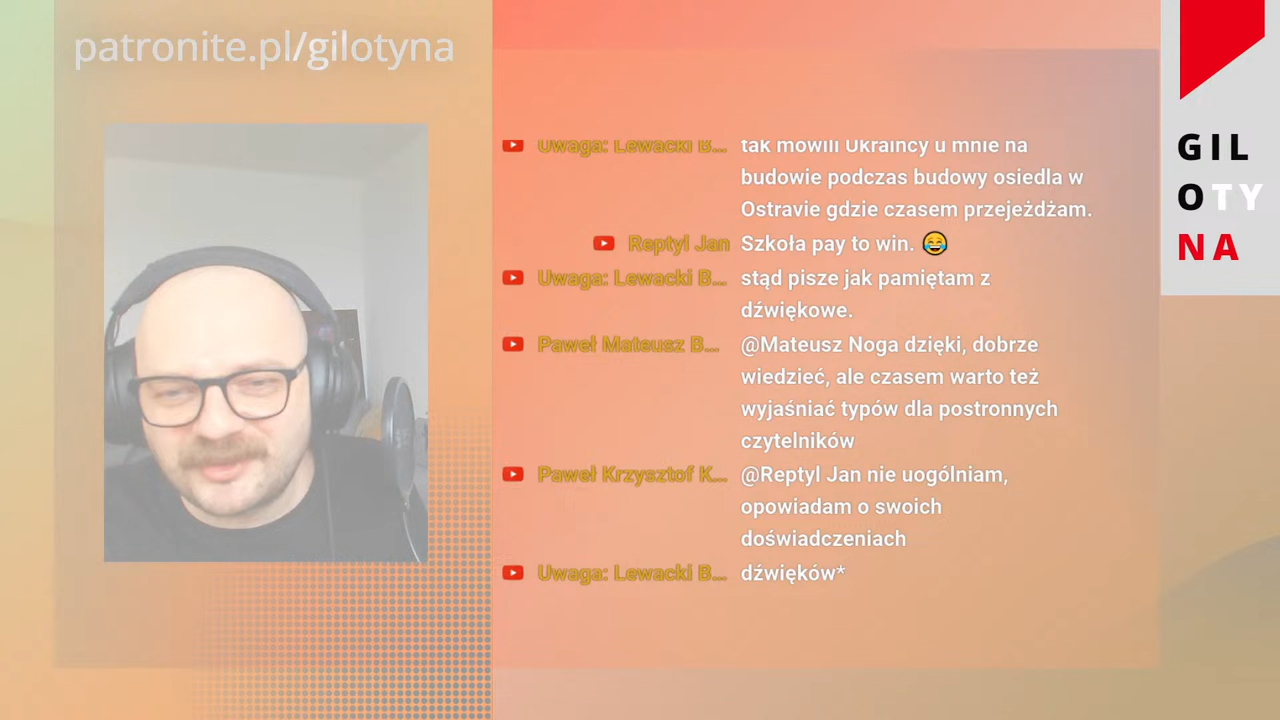 patronite.pl/gilotyna
Uwaga: Lewacki B... tak mówili Ukraińcy u mnie na
budowie podczas budowy osiedla w
Ostravie gdzie czasem przejeżdżam.
Reptyl Jan Szkoła pay to win. 😂
Uwaga: Lewacki B... stąd pisze jak pamiętam z
dźwiękowe.
Paweł Mateusz B... @Mateusz Noga dzięki, dobrze
wiedzieć, ale czasem warto też
wyjaśniać typów dla postronnych
czytelników
Paweł Krzysztof K... @Reptyl Jan nie uogólniam,
opowiadam o swoich
doświadczeniach
Uwaga: Lewacki B... dźwięków*
GIL
OTY
NA